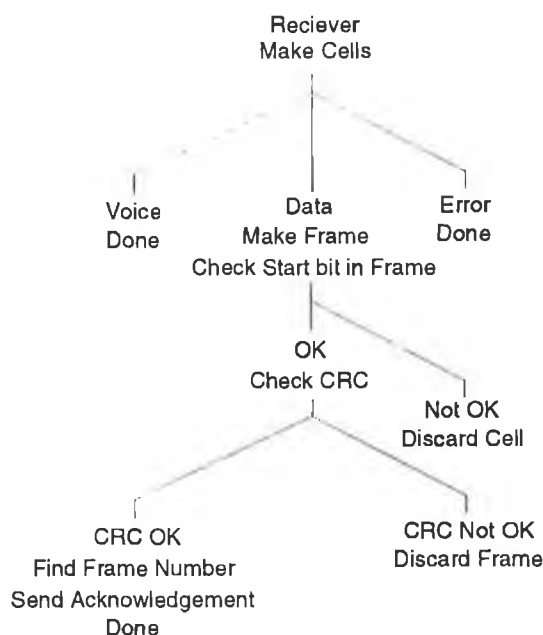 Reciever
Make Cells
Voice
Done
Data
Make Frame
Check Start bit in Frame
Error
Done
OK
Check CRC
Not OK
Discard Cell
CRC OK
Find Frame Number
Send Acknowledgement
Done
CRC Not OK
Discard Frame